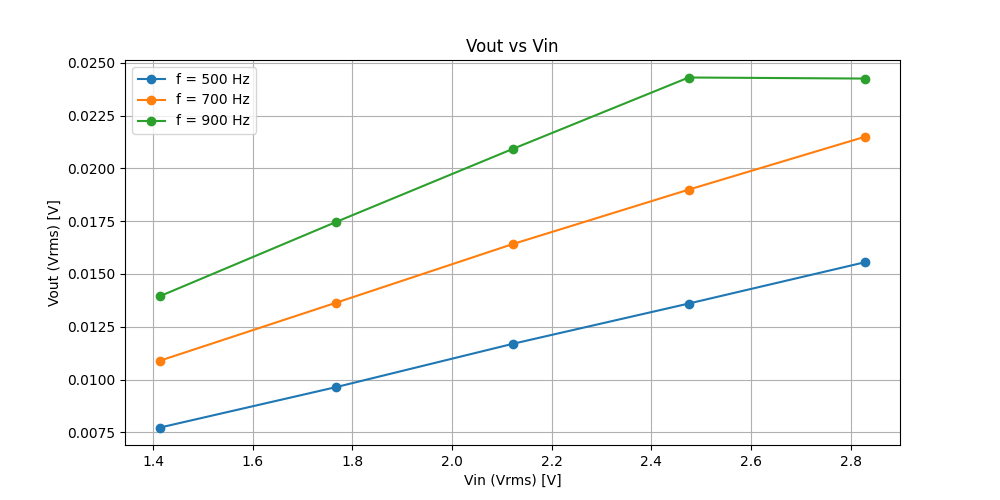 Vout vs Vin
f = 500 Hz
f = 700 Hz
f = 900 Hz
0.0250
0.0225
0.0200
0.0175
0.0150
0.0125
0.0100
0.0075
Vout (Vrms) [V]
1.4 1.6 1.8 2.0 2.2 2.4 2.6 2.8
Vin (Vrms) [V]